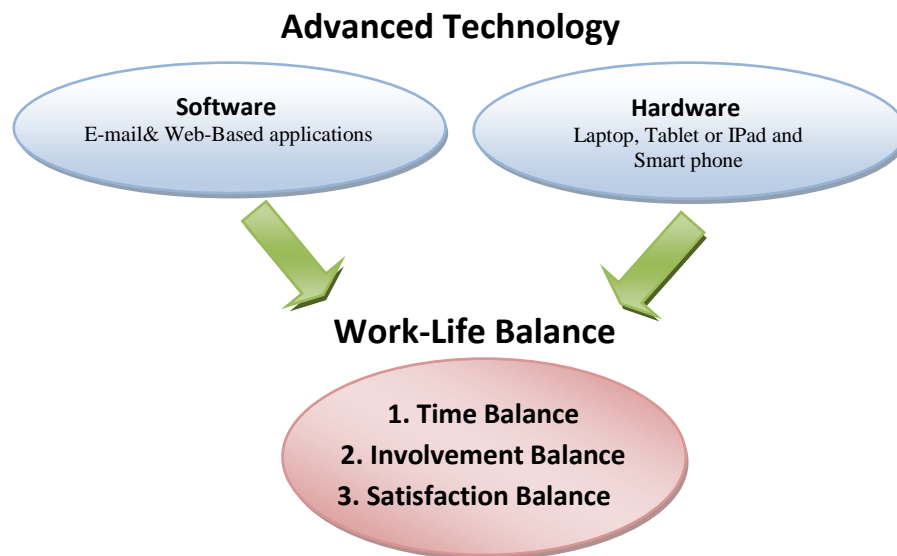 Advanced Technology
Software
E-mail& Web-Based applications
Hardware
Laptop, Tablet or IPad and
Smart phone
Work-Life Balance
1. Time Balance
2. Involvement Balance
3. Satisfaction Balance